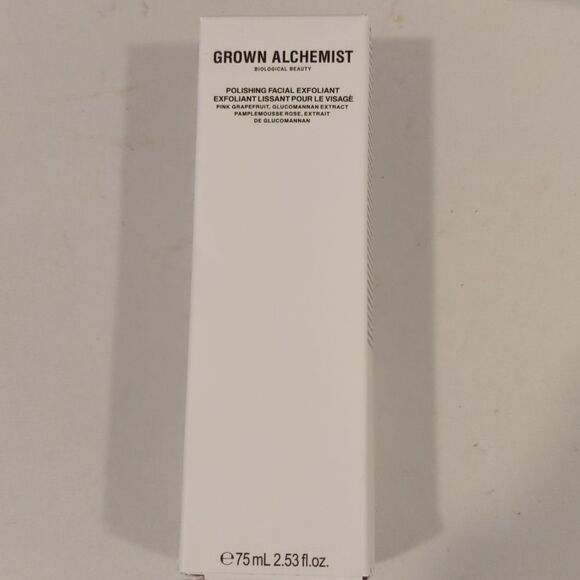 GROWN ALCHEMIST
BIOLOGICAL BEAUTY
POLISHING FACIAL EXFOLIANT
EXFOLIANT LISSANT POUR LE VISAGÈ
PINK GRAPEFRUIT, GLUCOMANNAN EXTRACT
PAMPLEMOUSSE ROSE, EXTRAIT
DE GLUCOMANNAN
℮75 mL 2.53 fl.oz.